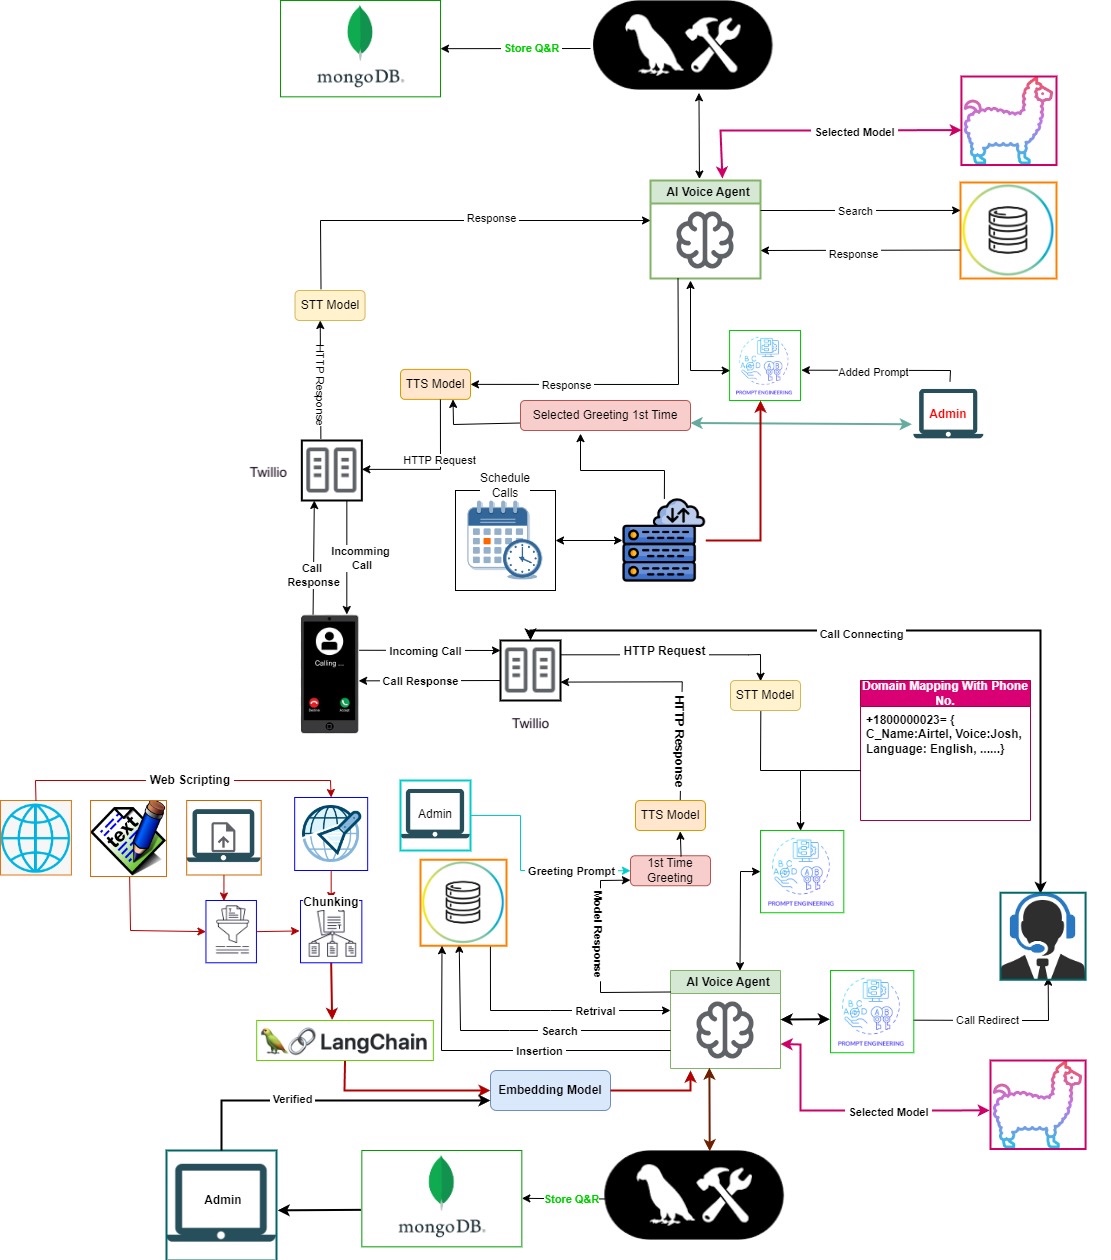 mongoDB.
Store Q&R
Selected Model
AI Voice Agent
Search
Response
Response
STT Model
HTTP Response
TTS Model
Response
B C
A D
PROMPT ENGINEERING
Added Prompt
Admin
Selected Greeting 1st Time
HTTP Request
Twillio
Schedule
Calls
Incomming
Call
Call
Response
Calling ...
Decline
Accept
Incoming Call
Call Response
Twillio
HTTP Request
Call Connecting
STT Model
Domain Mapping With Phone
No.
+1800000023= {
C_Name:Airtel, Voice:Josh,
Language: English, ......}
HTTP Response
Web Scripting
text
Admin
TTS Model
Greeting Prompt
1st Time
Greeting
B C
A D
A B
PROMPT ENGINEERING
Chunking
Model Response
AI Voice Agent
Retrival
Search
Insertion
B C
A D
A B
PROMPT ENGINEERING
Call Redirect
LangChain
Embedding Model
Verified
Selected Model
Admin
mongoDB.
Store Q&R